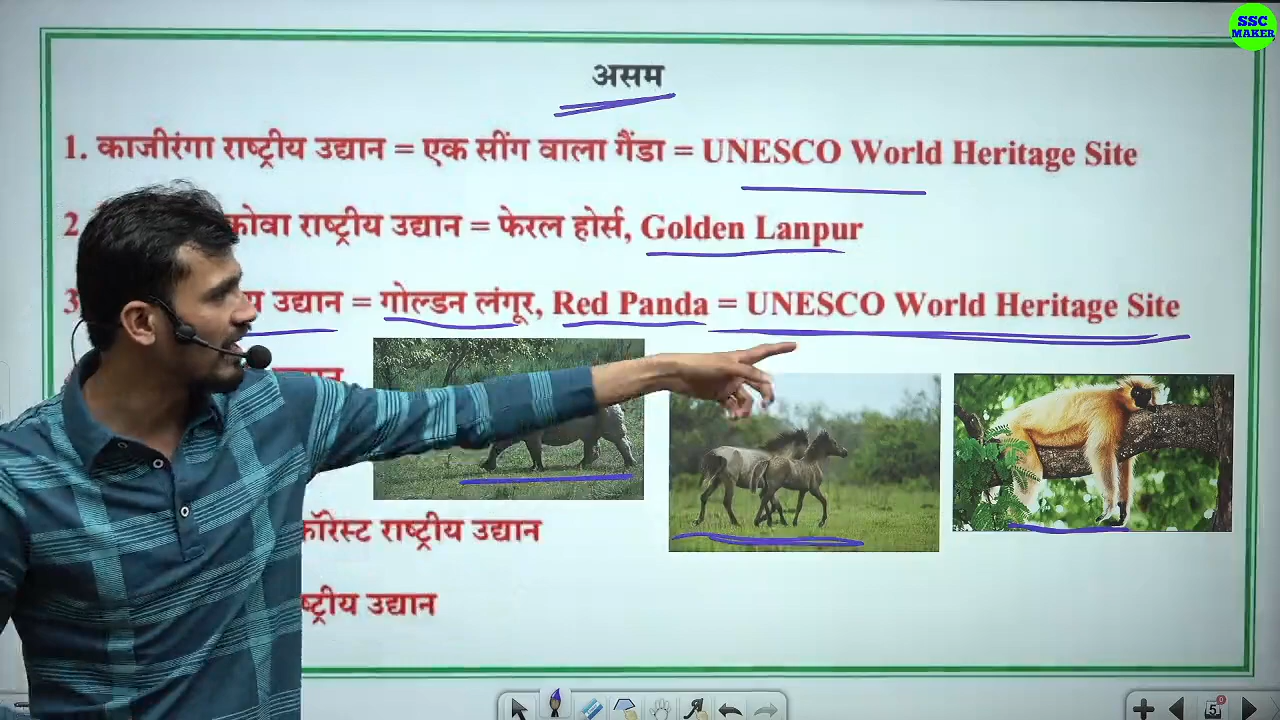 SSC
MAKER
असम
1. काजीरंगा राष्ट्रीय उद्यान = एक सींग वाला गैंडा = UNESCO World Heritage Site
2 कोवा राष्ट्रीय उद्यान = फेरल होर्स, Golden Lanpur
3 य उद्यान = गोल्डन लंगूर, Red Panda = UNESCO World Heritage Site
द्यान
फॉरेस्ट राष्ट्रीय उद्यान
ष्ट्रीय उद्यान
5